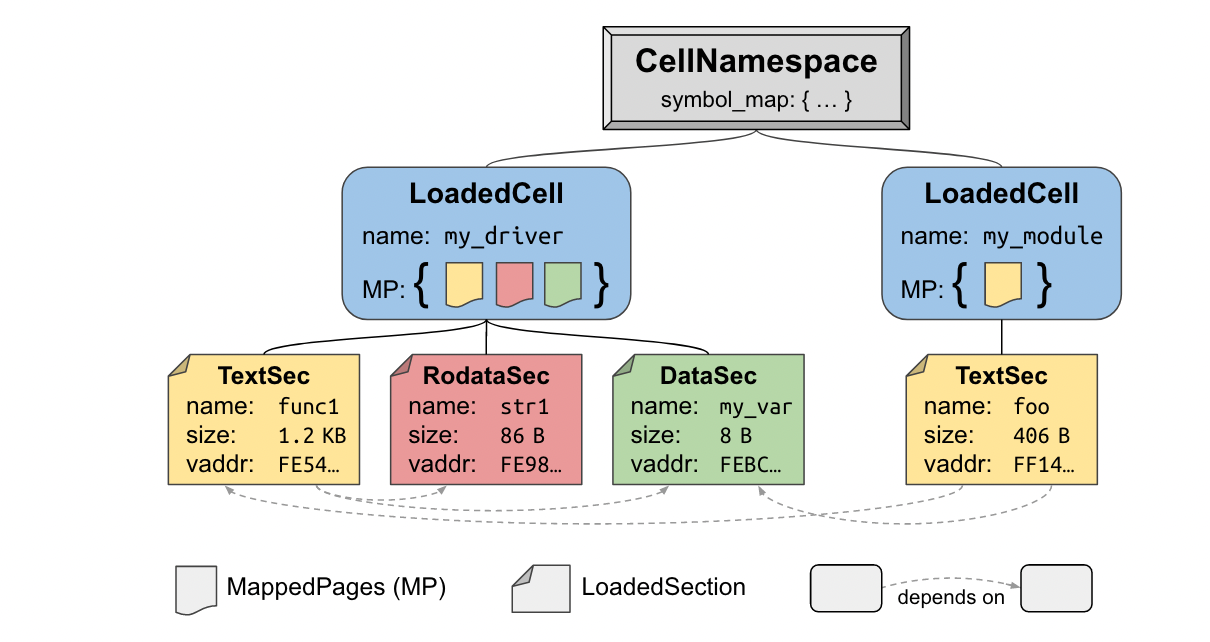 CellNamespace
symbol_map: { … }
LoadedCell
name: my_driver
MP: { }
LoadedCell
name: my_module
MP: { }
TextSec
name: func1
size: 1.2 KB
vaddr: FE54…
RodataSec
name: str1
size: 86 B
vaddr: FE98…
DataSec
name: my_var
size: 8 B
vaddr: FEBC…
TextSec
name: foo
size: 406 B
vaddr: FF14…
MappedPages (MP)
LoadedSection
depends on